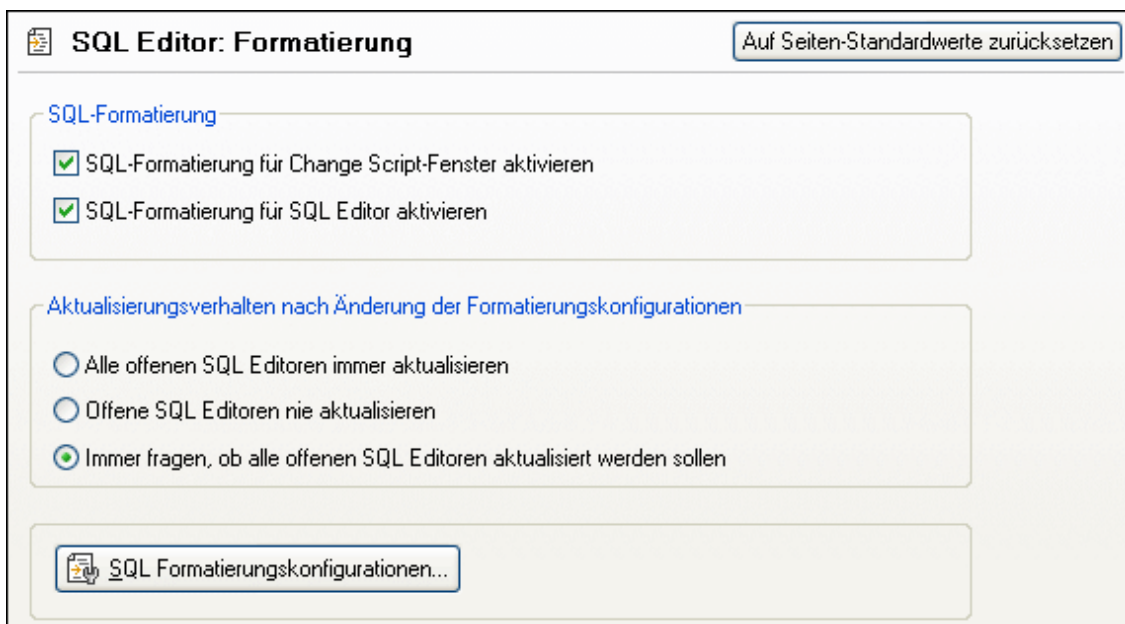 SQL Editor: Formatierung
Auf Seiten-Standardwerte zurücksetzen
SQL-Formatierung
SQL-Formatierung für Change Script-Fenster aktivieren
SQL-Formatierung für SQL Editor aktivieren
Aktualisierungsverhalten nach Änderung der Formatierungskonfigurationen
Alle offenen SQL Editoren immer aktualisieren
Offene SQL Editoren nie aktualisieren
Immer fragen, ob alle offenen SQL Editoren aktualisiert werden sollen
SQL Formatierungskonfigurationen...